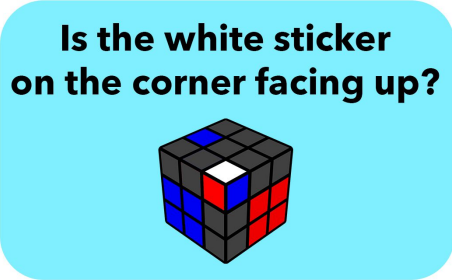 Is the white sticker
on the corner facing up?